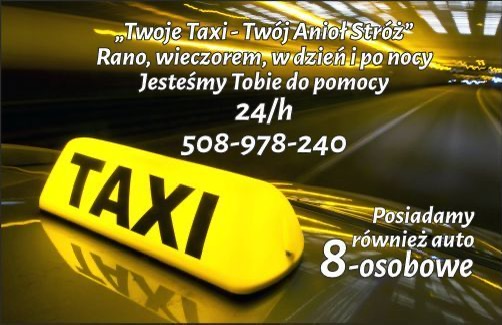 „Twoje Taxi - Twój Anioł Stróż”
Rano, wieczorem, w dzień i po nocy
Jesteśmy Tobie do pomocy
24/h
508-978-240
TAXI
Posiadamy
również auto
8-osobowe